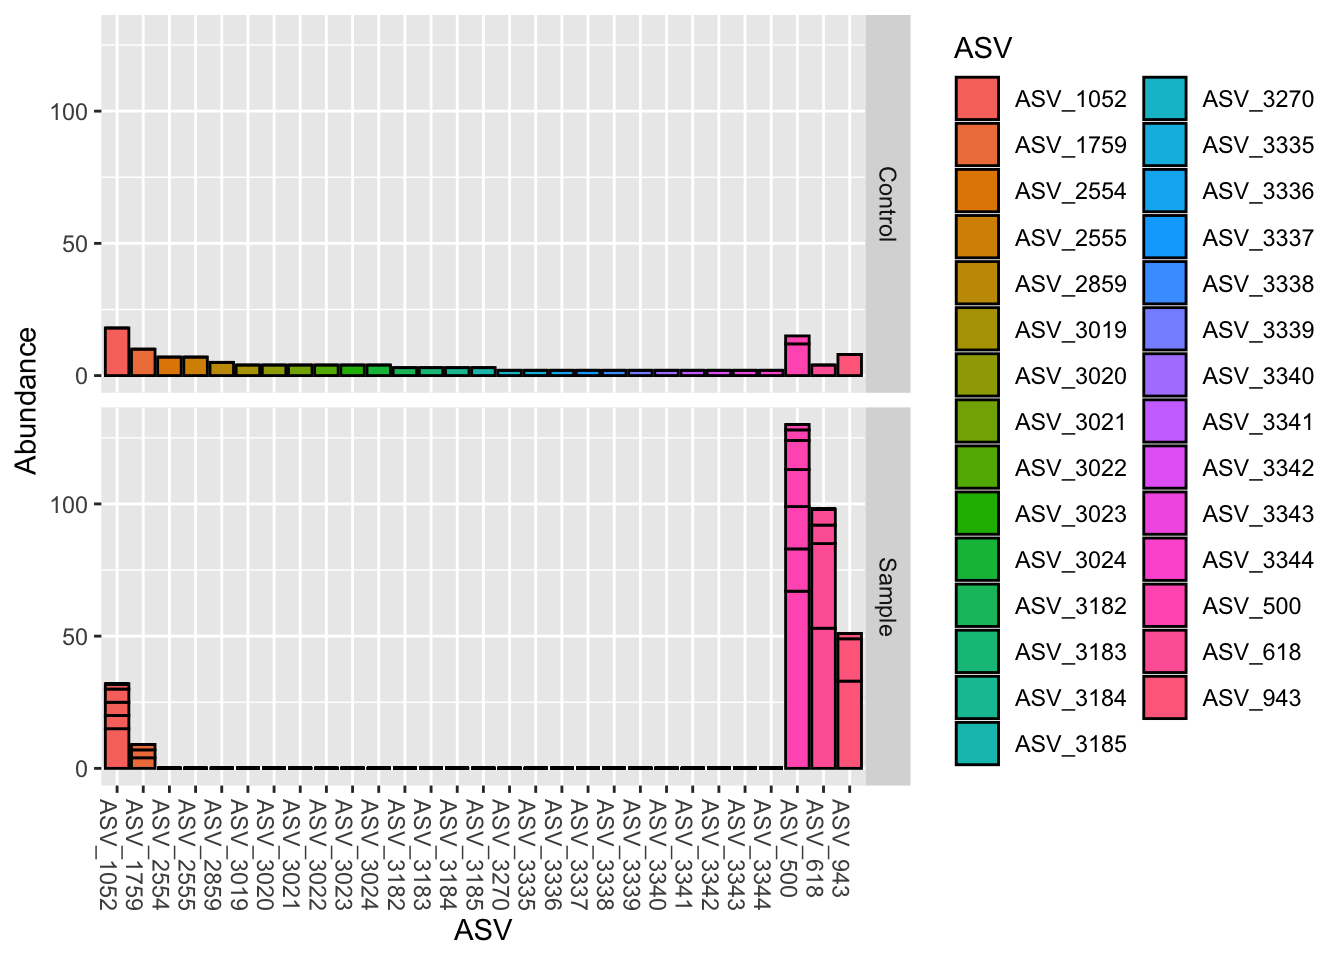 Abundance
100
50
0
Control
100
50
0
Sample
ASV_1052
ASV_1759
ASV_2554
ASV_2555
ASV_2859
ASV_3019
ASV_3020
ASV_3021
ASV_3022
ASV_3023
ASV_3024
ASV_3182
ASV_3183
ASV_3184
ASV_3185
ASV_3270
ASV_3335
ASV_3336
ASV_3337
ASV_3338
ASV_3339
ASV_3340
ASV_3341
ASV_3342
ASV_3343
ASV_3344
ASV_500
ASV_618
ASV_943
ASV
ASV
ASV_1052
ASV_1759
ASV_2554
ASV_2555
ASV_2859
ASV_3019
ASV_3020
ASV_3021
ASV_3022
ASV_3023
ASV_3024
ASV_3182
ASV_3183
ASV_3184
ASV_3185
ASV_3270
ASV_3335
ASV_3336
ASV_3337
ASV_3338
ASV_3339
ASV_3340
ASV_3341
ASV_3342
ASV_3343
ASV_3344
ASV_500
ASV_618
ASV_943